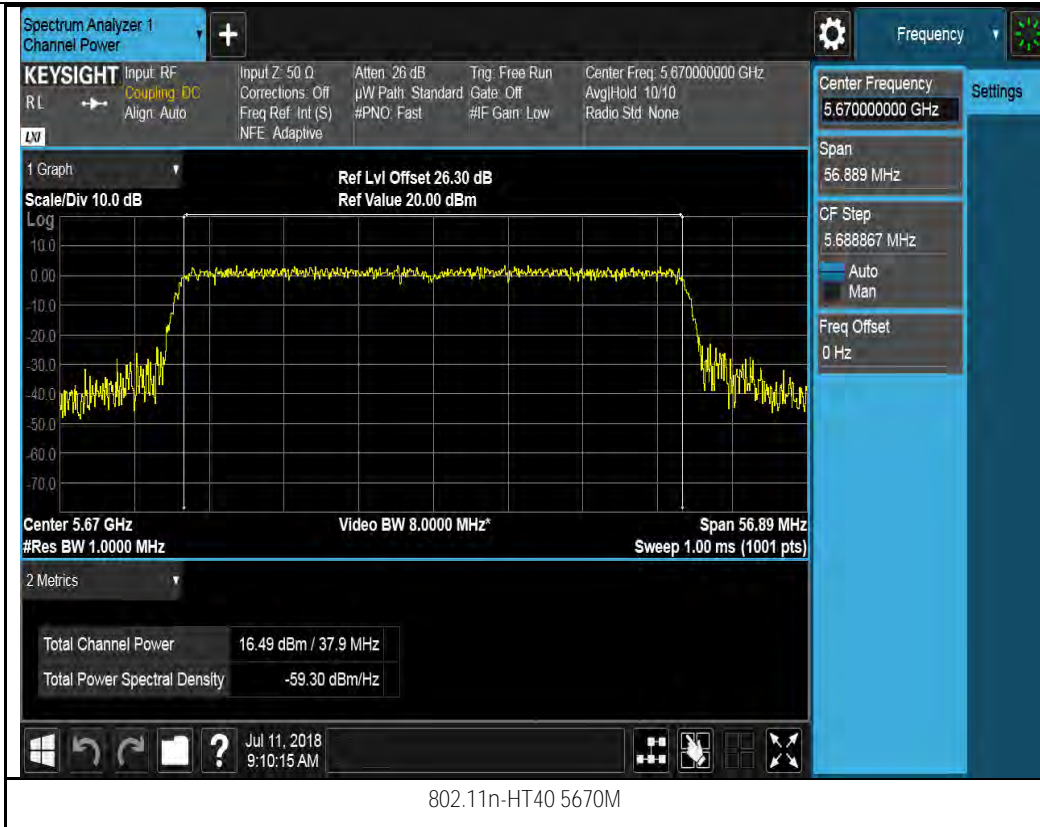 Spectrum Analyzer 1
Channel Power
+
Frequency
KEYSIGHT
RL
LXI
Input: RF
Coupling: DC
Align: Auto
Input Z: 50 Ω
Corrections: Off
Freq Ref: Int (S)
NFE: Adaptive
Atten: 26 dB
µW Path: Standard
#PNO: Fast
Trig: Free Run
Gate: Off
#IF Gain: Low
Center Freq: 5.670000000 GHz
Avg|Hold: 10/10
Radio Std: None
Center Frequency
5.670000000 GHz
Settings
Span
56.889 MHz
CF Step
5.688867 MHz
Auto
Man
Freq Offset
0 Hz
1 Graph
Scale/Div 10.0 dB
Ref Lvl Offset 26.30 dB
Ref Value 20.00 dBm
Log
10.0
0.00
-10.0
-20.0
-30.0
-40.0
-50.0
-60.0
-70.0
Center 5.67 GHz
#Res BW 1.0000 MHz
Video BW 8.0000 MHz*
Span 56.89 MHz
Sweep 1.00 ms (1001 pts)
2 Metrics
Total Channel Power 16.49 dBm / 37.9 MHz
Total Power Spectral Density -59.30 dBm/Hz
?
Jul 11, 2018
9:10:15 AM
802.11n-HT40 5670M